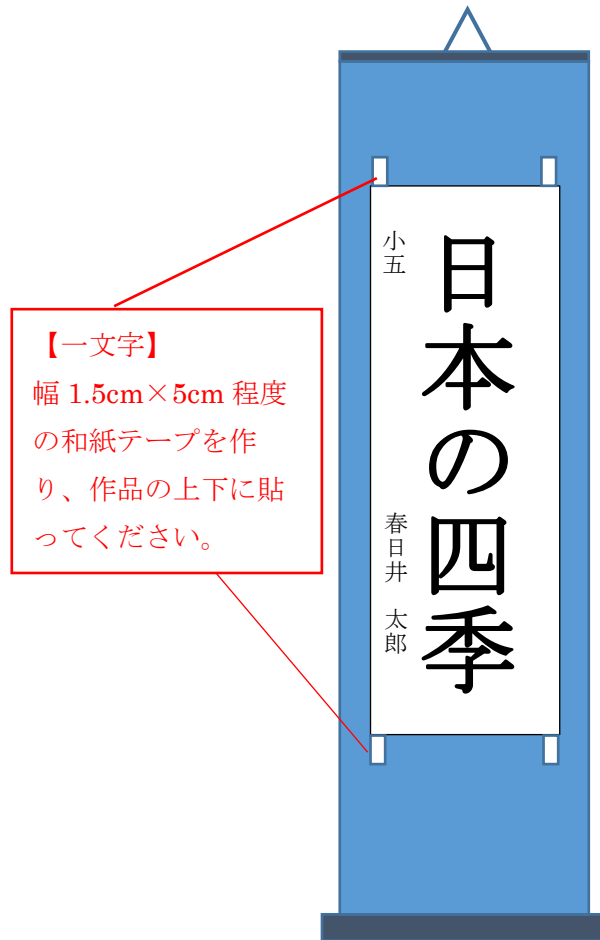 【一文字】
幅 1.5cm×5cm 程度
の和紙テープを作
り、作品の上下に貼
ってください。
日本の四季
小五
春日井 太郎